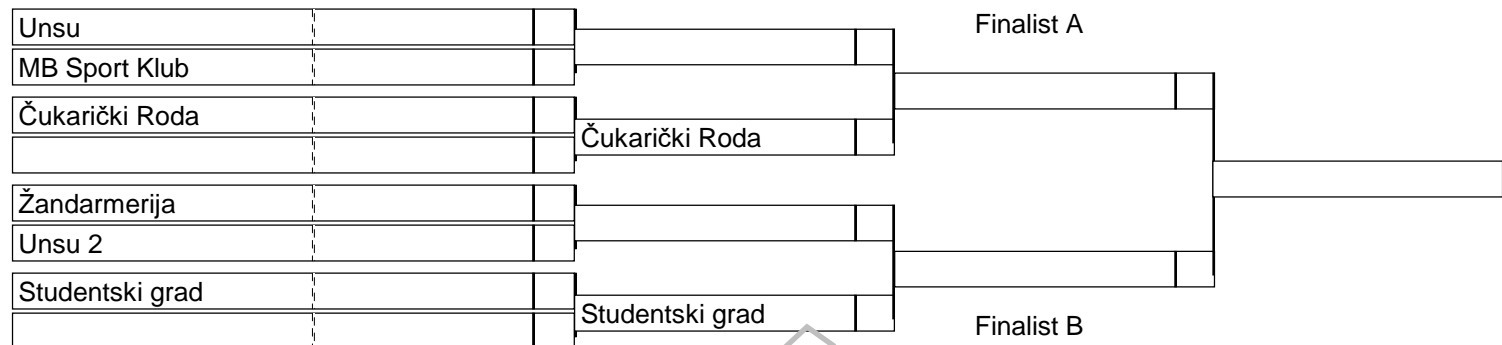 Unsu
MB Sport Klub
Čukarički Roda
Žandarmerija
Unsu 2
Studentski grad
Čukarički Roda
Studentski grad
Finalist A
Finalist B